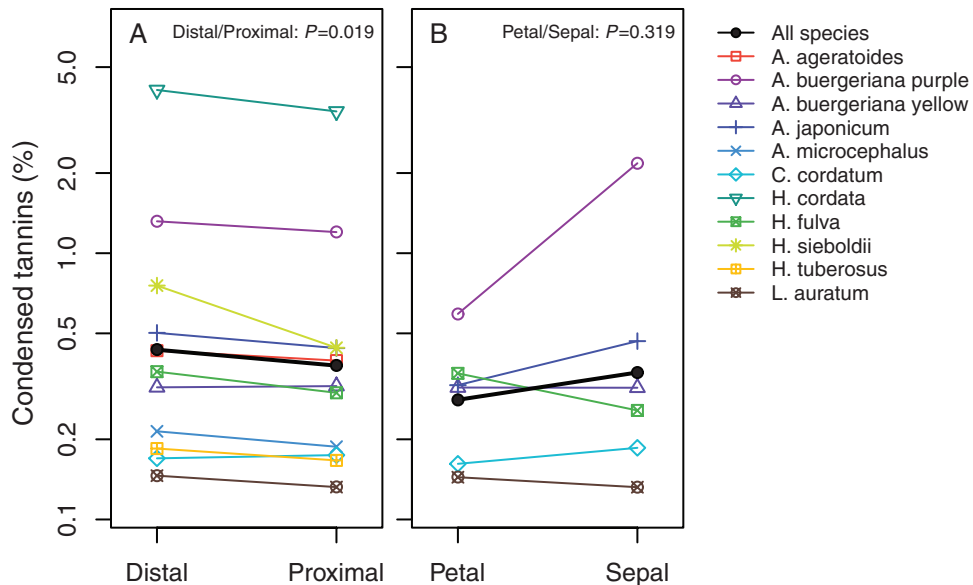 A
Distal/Proximal: P=0.019
B
Petal/Sepal: P=0.319
Condensed tannins (%)
5.0
2.0
1.0
0.5
0.2
0.1
Distal
Proximal
Petal
Sepal
All species
A. ageratoides
A. buergeriana purple
A. buergeriana yellow
A. japonicum
A. microcephalus
C. cordatum
H. cordata
H. fulva
H. sieboldii
H. tuberosus
L. auratum